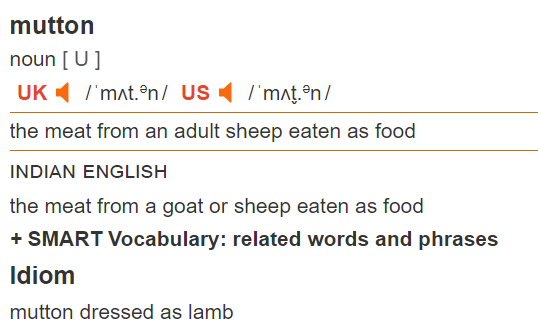 mutton
noun [ U ]
UK /ˈmʌt.ᵊn/ US /ˈmʌt̬.ᵊn/
the meat from an adult sheep eaten as food
INDIAN ENGLISH
the meat from a goat or sheep eaten as food
+ SMART Vocabulary: related words and phrases
Idiom
mutton dressed as lamb